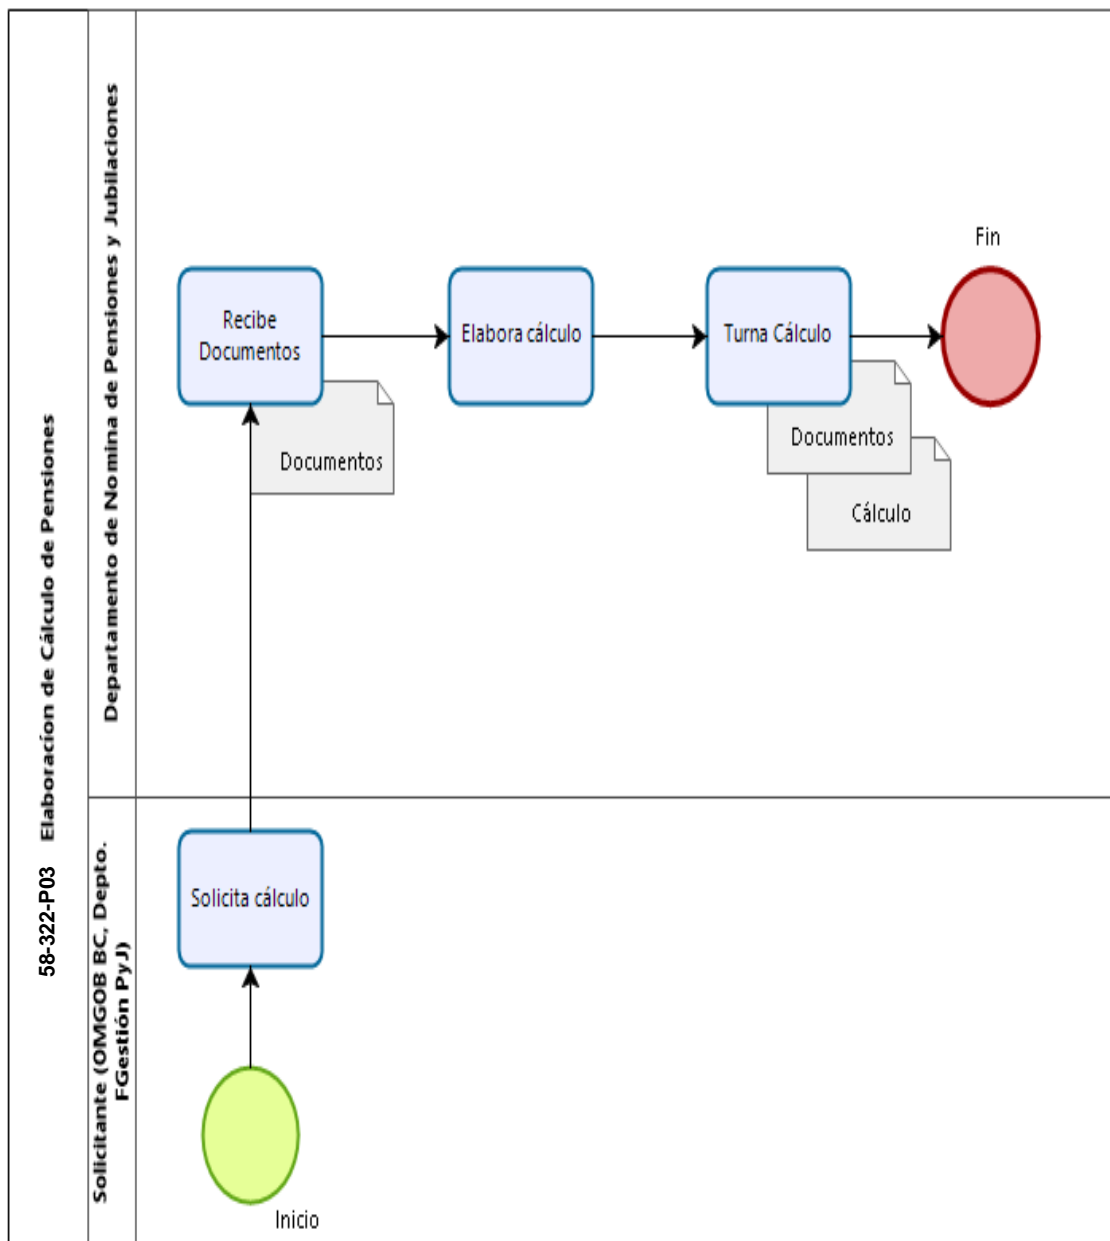 58-322-P03 Elaboracíon de Cálculo de Pensiones
Departamento de Nomina de Pensiones y Jubilaciones
Recibe
Documentos
Documentos
Elabora cálculo
Turna Cálculo
Documentos
Cálculo
Fin
Solicitante (OMGOB BC, Depto.
FGestión PyJ)
Solicita cálculo
Inicio